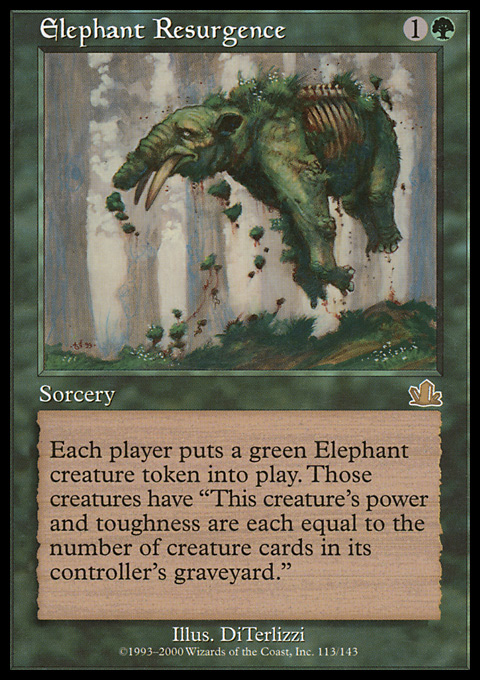 Elephant Resurgence 1
Sorcery
Each player puts a green Elephant
creature token into play. Those
creatures have “This creature’s power
and toughness are each equal to the
number of creature cards in its
controller’s graveyard.”
Illus. DiTerlizzi
©1993–2000 Wizards of the Coast, Inc. 113/143